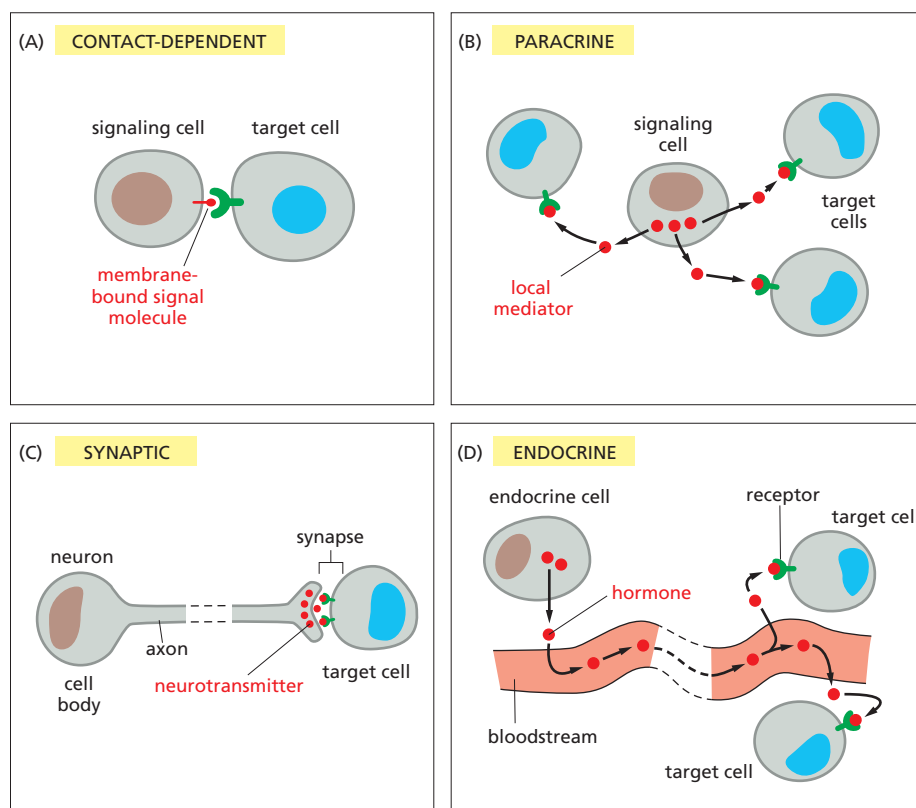 (A) CONTACT-DEPENDENT
signaling cell
target cell
membrane-
bound signal
molecule
(B) PARACRINE
signaling
cell
target
cells
local
mediator
(C) SYNAPTIC
neuron
synapse
axon
cell
body
neurotransmitter
target cell
(D) ENDOCRINE
endocrine cell
receptor
target cel
hormone
bloodstream
target cell